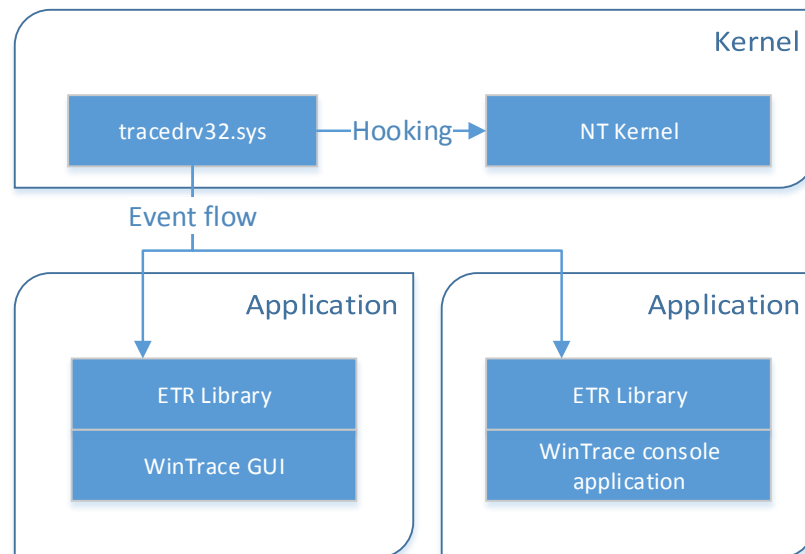 Kernel
tracedrv32.sys
Hooking
NT Kernel
Event flow
Application
Application
ETR Library
ETR Library
WinTrace GUI
WinTrace console
application